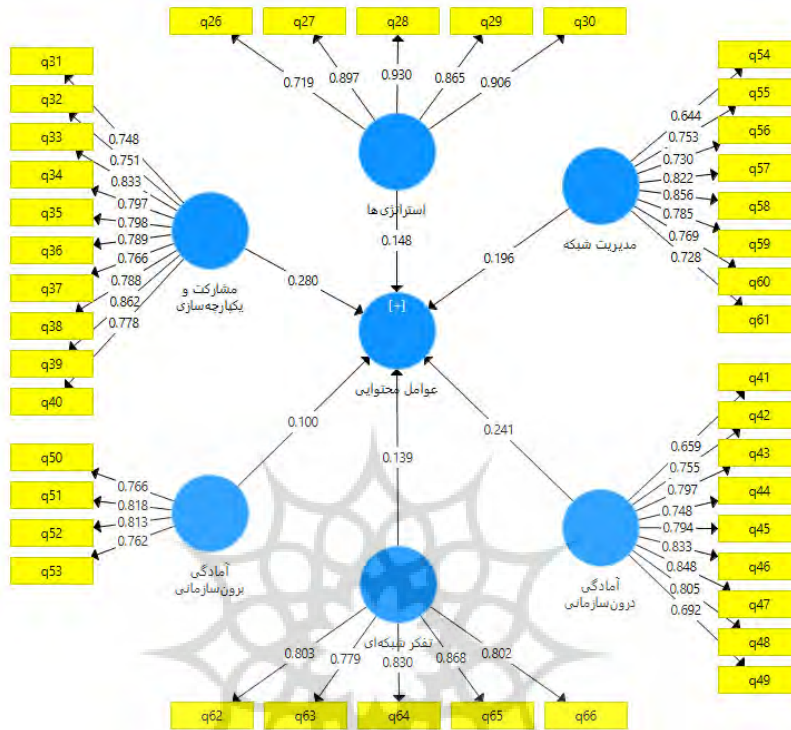 q26
q27
q28
q29
q30
0.719
0.897
0.930
0.865
0.906
استراتژی‌ها
0.148
q31
q32
q33
q34
q35
q36
q37
q38
q39
q40
0.748
0.751
0.833
0.797
0.798
0.789
0.766
0.788
0.862
0.778
مشارکت و
یکپارچه‌سازی
0.280
q54
q55
q56
q57
q58
q59
q60
q61
0.644
0.753
0.730
0.822
0.856
0.785
0.769
0.728
مدیریت شبکه
0.196
[+]
عوامل محتوایی
q50
q51
q52
q53
0.766
0.818
0.813
0.762
آمادگی
برون‌سازمانی
0.100
0.139
تفکر شبکه‌ای
0.803
0.779
0.830
0.868
0.802
q62
q63
q64
q65
q66
0.241
آمادگی
درون‌سازمانی
q41
q42
q43
q44
q45
q46
q47
q48
q49
0.659
0.755
0.797
0.748
0.794
0.833
0.848
0.805
0.692